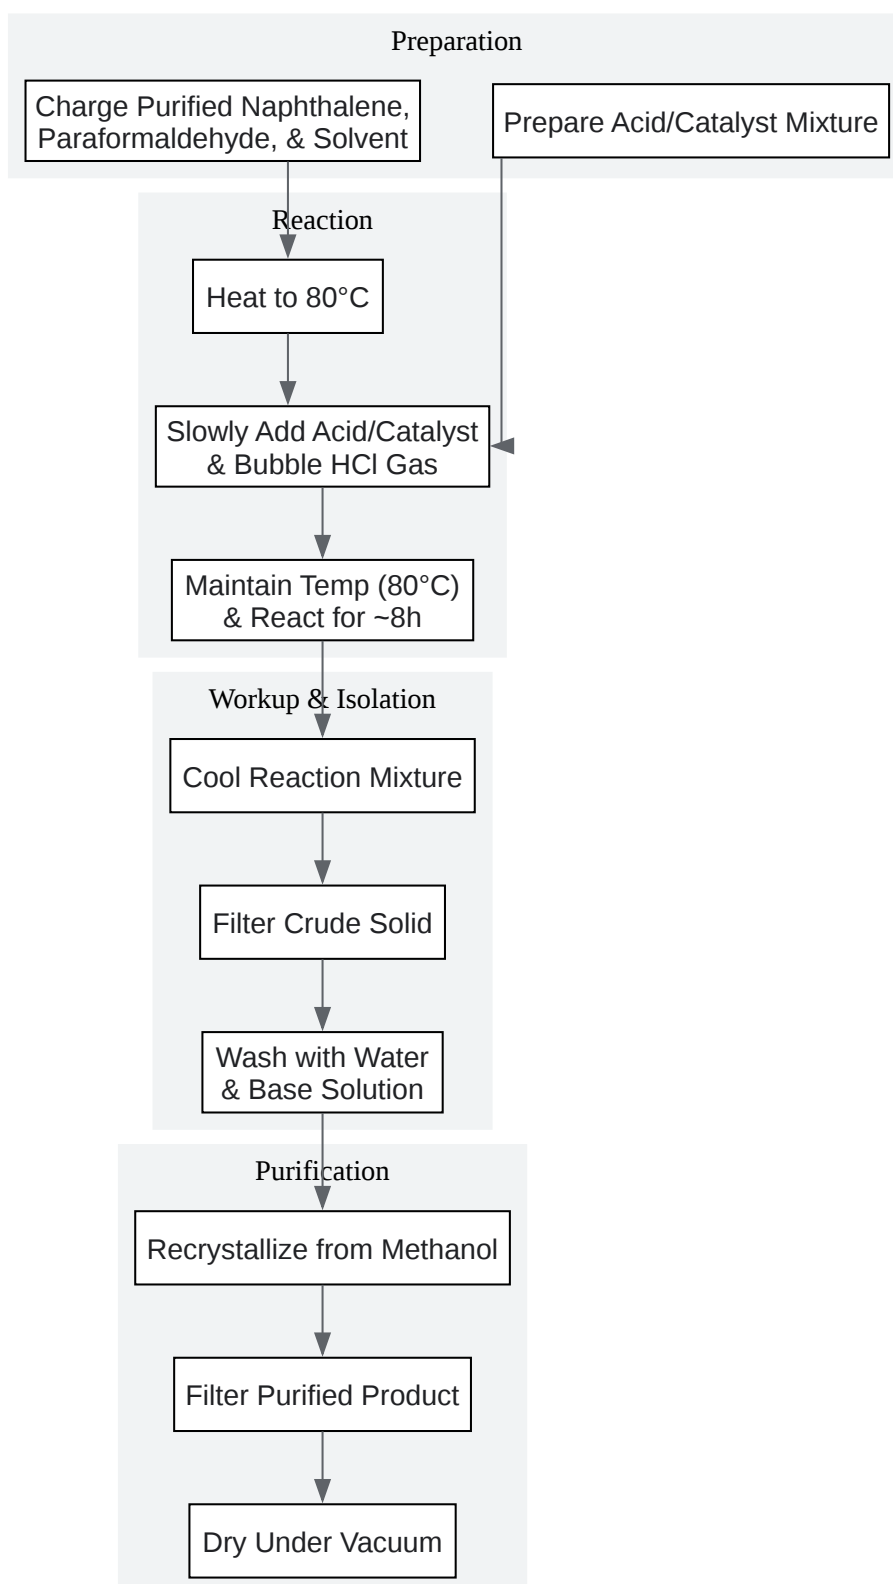 Preparation
Charge Purified Naphthalene,
Paraformaldehyde, & Solvent
Prepare Acid/Catalyst Mixture
Reaction
Heat to 80°C
Slowly Add Acid/Catalyst
& Bubble HCl Gas
Maintain Temp (80°C)
& React for ~8h
Workup & Isolation
Cool Reaction Mixture
Filter Crude Solid
Wash with Water
& Base Solution
Purification
Recrystallize from Methanol
Filter Purified Product
Dry Under Vacuum